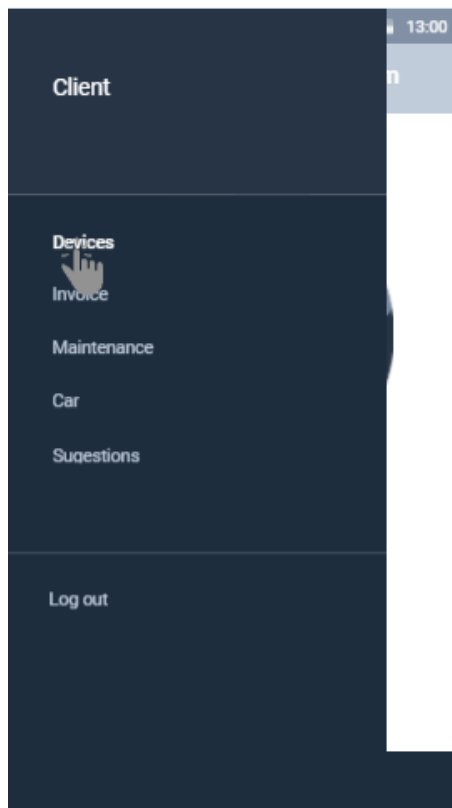 13:00
Client
Devices
Invoice
Maintenance
Car
Sugestions
Log out